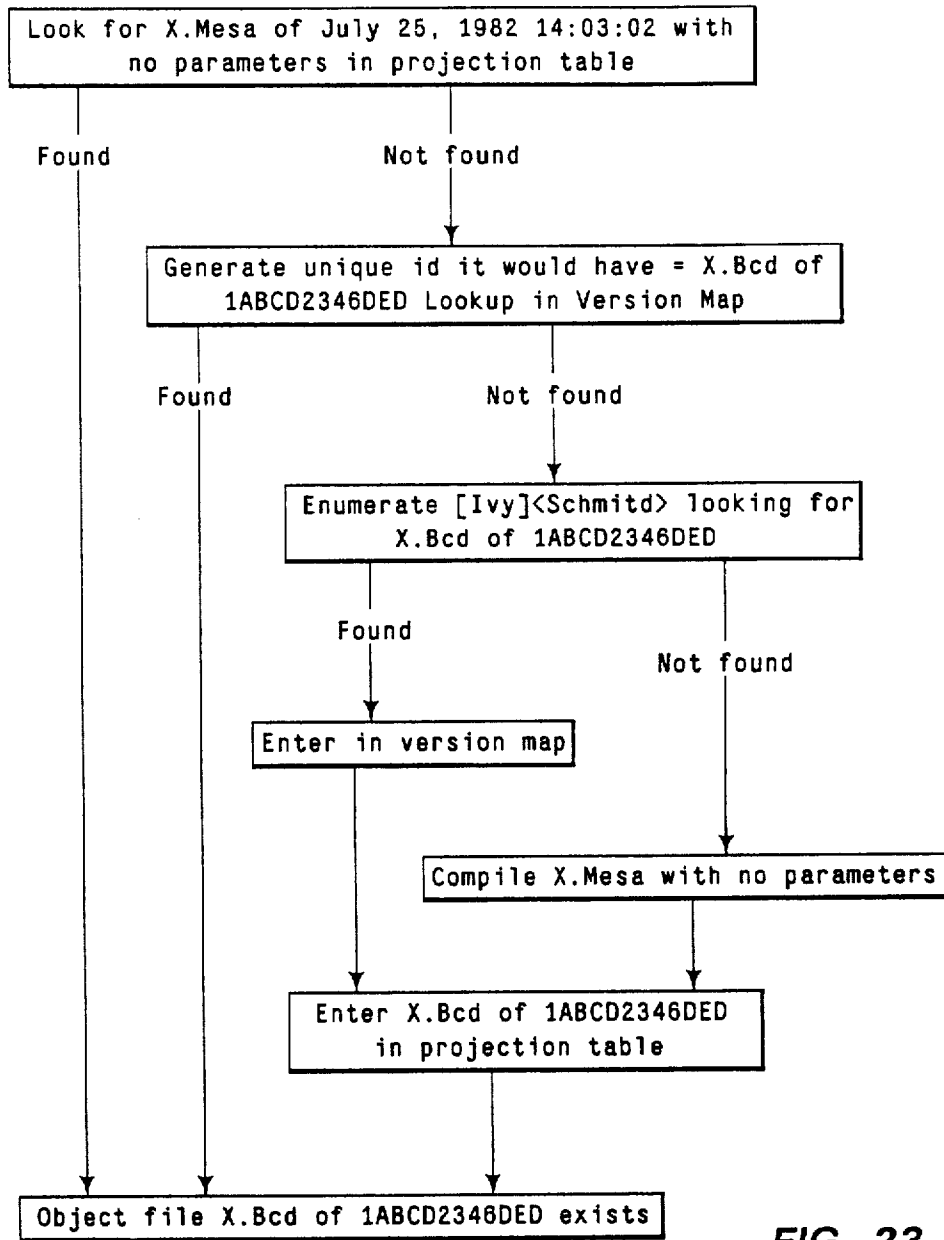 Look for X.Mesa of July 25, 1982 14:03:02 with
no parameters in projection table
Found
Not found
Generate unique id it would have = X.Bcd of
1ABCD2346DED Lookup in Version Map
Found
Not found
Enumerate [Ivy]<Schmitd> looking for
X.Bcd of 1ABCD2346DED
Found
Not found
Enter in version map
Compile X.Mesa with no parameters
Enter X.Bcd of 1ABCD2346DED
in projection table
Object file X.Bcd of 1ABCD2346DED exists
FIG. 23